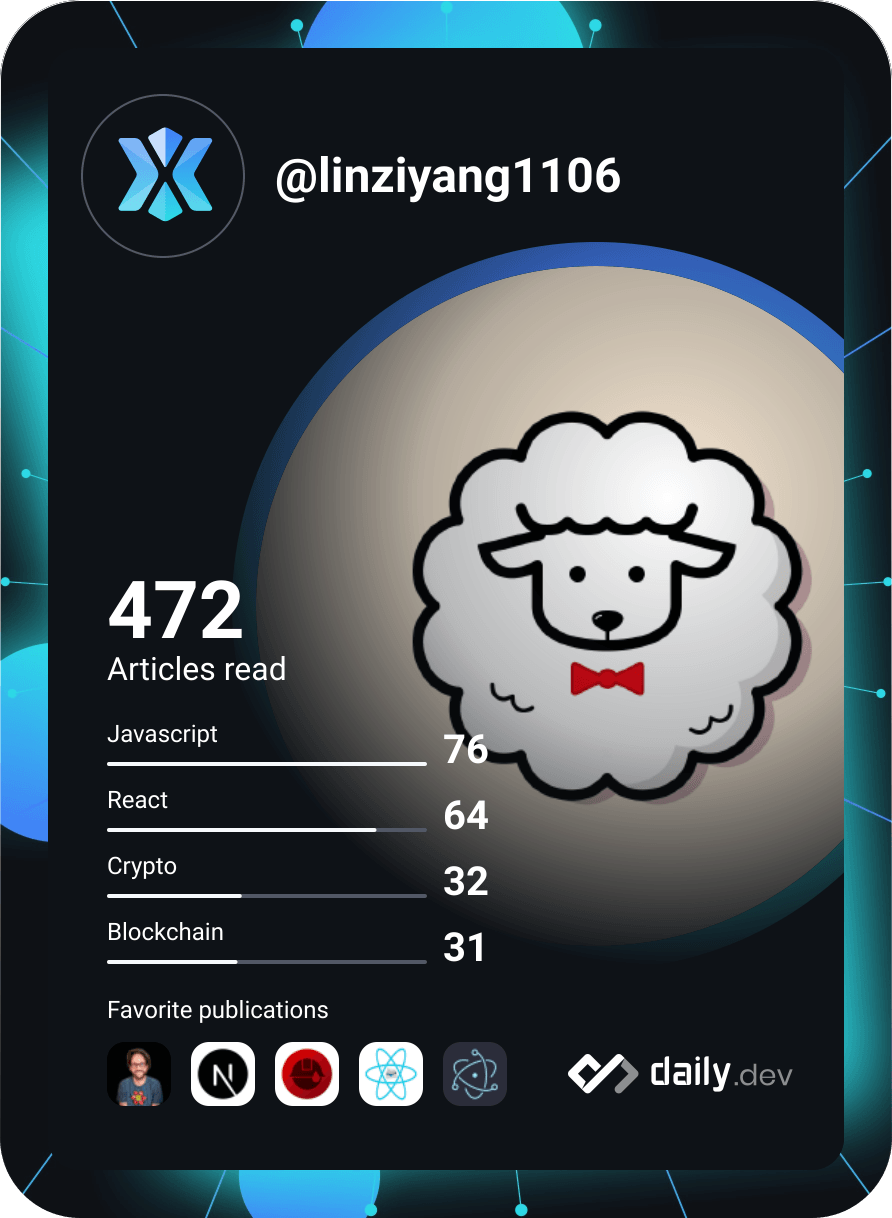 @linziyang1106
472
Articles read
Javascript
76
React
64
Crypto
32
Blockchain
31
Favorite publications
N
daily.dev